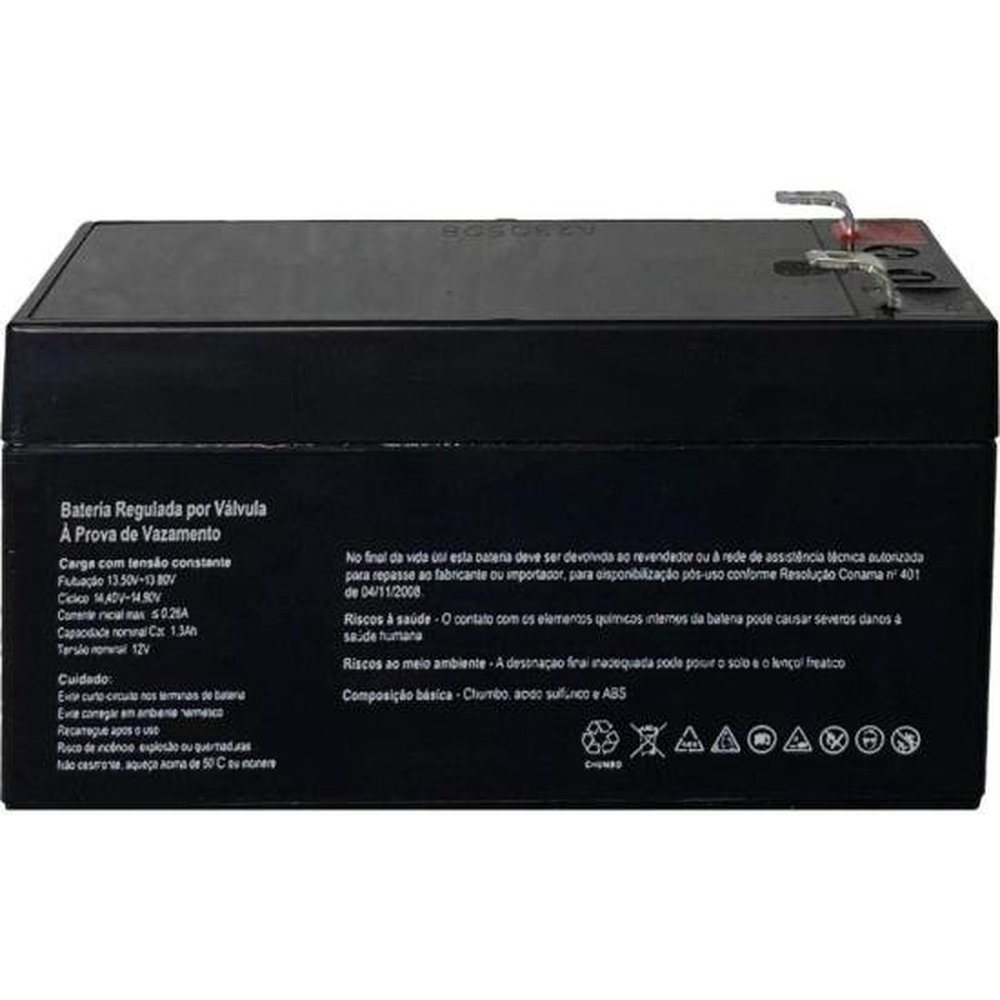 Bateria Regulada por Válvula
À Prova de Vazamento
Carga com tensão constante
Flutuação 13,50V~13,80V
Cíclico 14,40V~14,90V
Corrente inicial max. ≤ 0.26A
Capacidade nominal 1.3Ah
Tensão nominal 12V
Cuidado:
Evite curto-circuito nos terminais da bateria
Evite carregar em ambiente hermético
Recarregue após o uso
Risco de incêndio, explosão ou queimaduras
Não desmonte, aqueça acima de 50°C ou incinere
No final da vida útil esta bateria deve ser devolvida ao revendedor ou à rede de assistência técnica autorizada
para repasse ao fabricante ou importador, para disponibilização pós-uso conforme Resolução Conama n° 401
de 04/11/2008.
Riscos à saúde - O contato com os elementos químicos internos da bateria pode causar severos danos à
saúde humana
Riscos ao meio ambiente - A destinação final inadequada pode poluir o solo e o lençol freático
Composição básica - Chumbo, ácido sulfúrico e ABS
CHUMBO